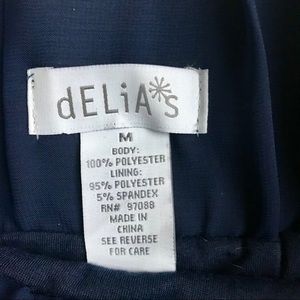 dELiA*s
M
BODY:
100% POLYESTER
LINING:
95% POLYESTER
5% SPANDEX
RN# 97088
MADE IN
CHINA
SEE REVERSE
FOR CARE